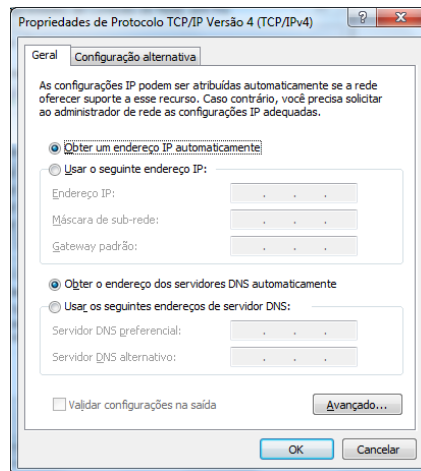 Propriedades de Protocolo TCP/IP Versão 4 (TCP/IPv4)
Geral
Configuração alternativa
As configurações IP podem ser atribuídas automaticamente se a rede
oferecer suporte a esse recurso. Caso contrário, você precisa solicitar
ao administrador de rede as configurações IP adequadas.
Obter um endereço IP automaticamente
Usar o seguinte endereço IP:
Endereço IP:
Máscara de sub-rede:
Gateway padrão:
Obter o endereço dos servidores DNS automaticamente
Usar os seguintes endereços de servidor DNS:
Servidor DNS preferencial:
Servidor DNS alternativo:
Validar configurações na saída
Avançado...
OK
Cancelar